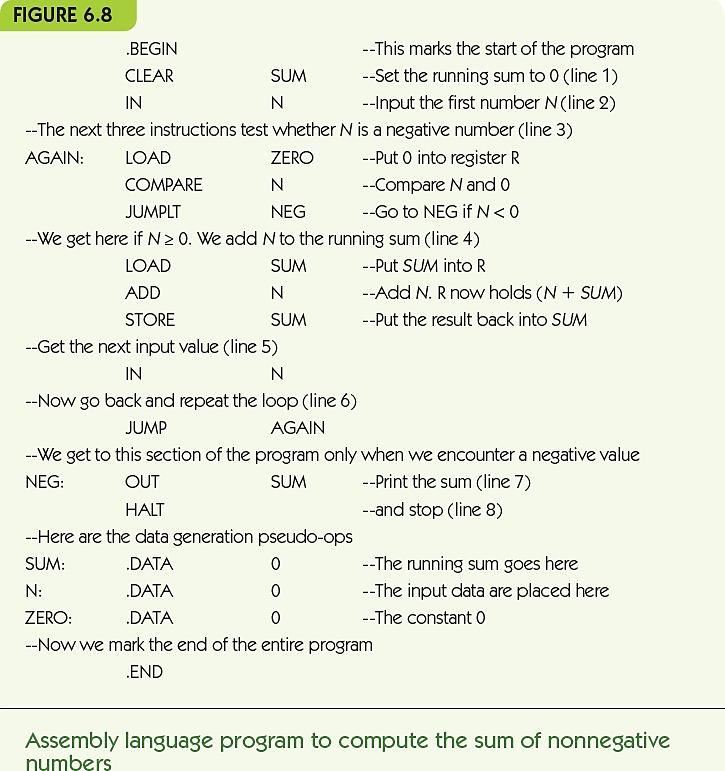 FIGURE 6.8
.BEGIN --This marks the start of the program
CLEAR SUM --Set the running sum to 0 (line 1)
IN N --Input the first number N (line 2)
--The next three instructions test whether N is a negative number (line 3)
AGAIN: LOAD ZERO --Put 0 into register R
COMPARE N --Compare N and 0
JUMPLT NEG --Go to NEG if N < 0
--We get here if N ≥ 0. We add N to the running sum (line 4)
LOAD SUM --Put SUM into R
ADD N --Add N. R now holds (N + SUM)
STORE SUM --Put the result back into SUM
--Get the next input value (line 5)
IN N
--Now go back and repeat the loop (line 6)
JUMP AGAIN
--We get to this section of the program only when we encounter a negative value
NEG: OUT SUM --Print the sum (line 7)
HALT --and stop (line 8)
--Here are the data generation pseudo-ops
SUM: .DATA 0 --The running sum goes here
N: .DATA 0 --The input data are placed here
ZERO: .DATA 0 --The constant 0
--Now we mark the end of the entire program
.END
Assembly language program to compute the sum of nonnegative
numbers